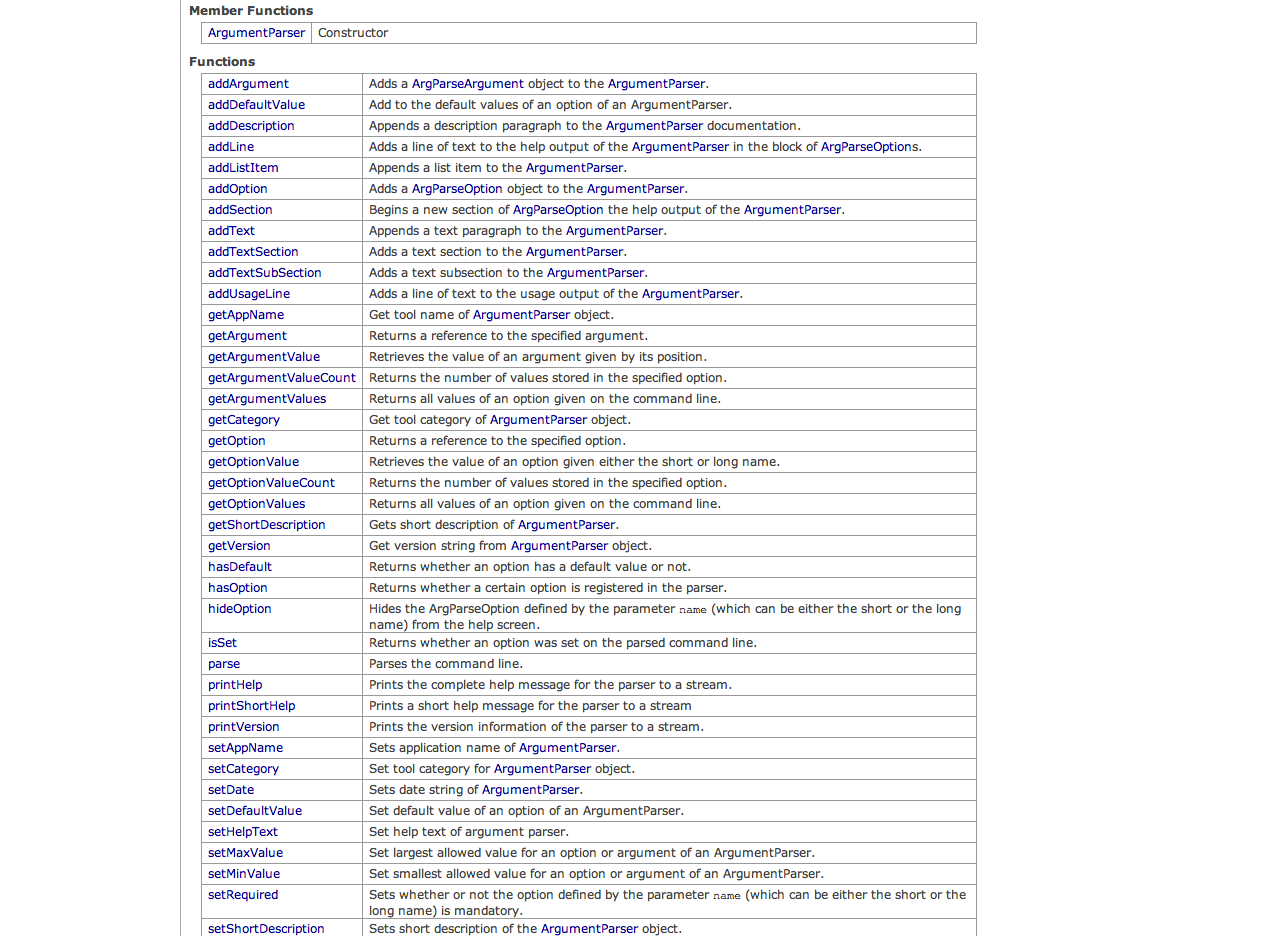 Member Functions
ArgumentParser Constructor
Functions
addArgument Adds a ArgParseArgument object to the ArgumentParser.
addDefaultValue Add to the default values of an option of an ArgumentParser.
addDescription Appends a description paragraph to the ArgumentParser documentation.
addLine Adds a line of text to the help output of the ArgumentParser in the block of ArgParseOptions.
addListItem Appends a list item to the ArgumentParser.
addOption Adds a ArgParseOption object to the ArgumentParser.
addSection Begins a new section of ArgParseOption the help output of the ArgumentParser.
addText Appends a text paragraph to the ArgumentParser.
addTextSection Adds a text section to the ArgumentParser.
addTextSubSection Adds a text subsection to the ArgumentParser.
addUsageLine Adds a line of text to the usage output of the ArgumentParser.
getAppName Get tool name of ArgumentParser object.
getArgument Returns a reference to the specified argument.
getArgumentValue Retrieves the value of an argument given by its position.
getArgumentValueCount Returns the number of values stored in the specified option.
getArgumentValues Returns all values of an option given on the command line.
getCategory Get tool category of ArgumentParser object.
getOption Returns a reference to the specified option.
getOptionValue Retrieves the value of an option given either the short or long name.
getOptionValueCount Returns the number of values stored in the specified option.
getOptionValues Returns all values of an option given on the command line.
getShortDescription Gets short description of ArgumentParser.
getVersion Get version string from ArgumentParser object.
hasDefault Returns whether an option has a default value or not.
hasOption Returns whether a certain option is registered in the parser.
hideOption Hides the ArgParseOption defined by the parameter name (which can be either the short or the long
name) from the help screen.
isSet Returns whether an option was set on the parsed command line.
parse Parses the command line.
printHelp Prints the complete help message for the parser to a stream.
printShortHelp Prints a short help message for the parser to a stream
printVersion Prints the version information of the parser to a stream.
setAppName Sets application name of ArgumentParser.
setCategory Set tool category for ArgumentParser object.
setDate Sets date string of ArgumentParser.
setDefaultValue Set default value of an option of an ArgumentParser.
setHelpText Set help text of argument parser.
setMaxValue Set largest allowed value for an option or argument of an ArgumentParser.
setMinValue Set smallest allowed value for an option or argument of an ArgumentParser.
setRequired Sets whether or not the option defined by the parameter name (which can be either the short or the
long name) is mandatory.
setShortDescription Sets short description of the ArgumentParser object.